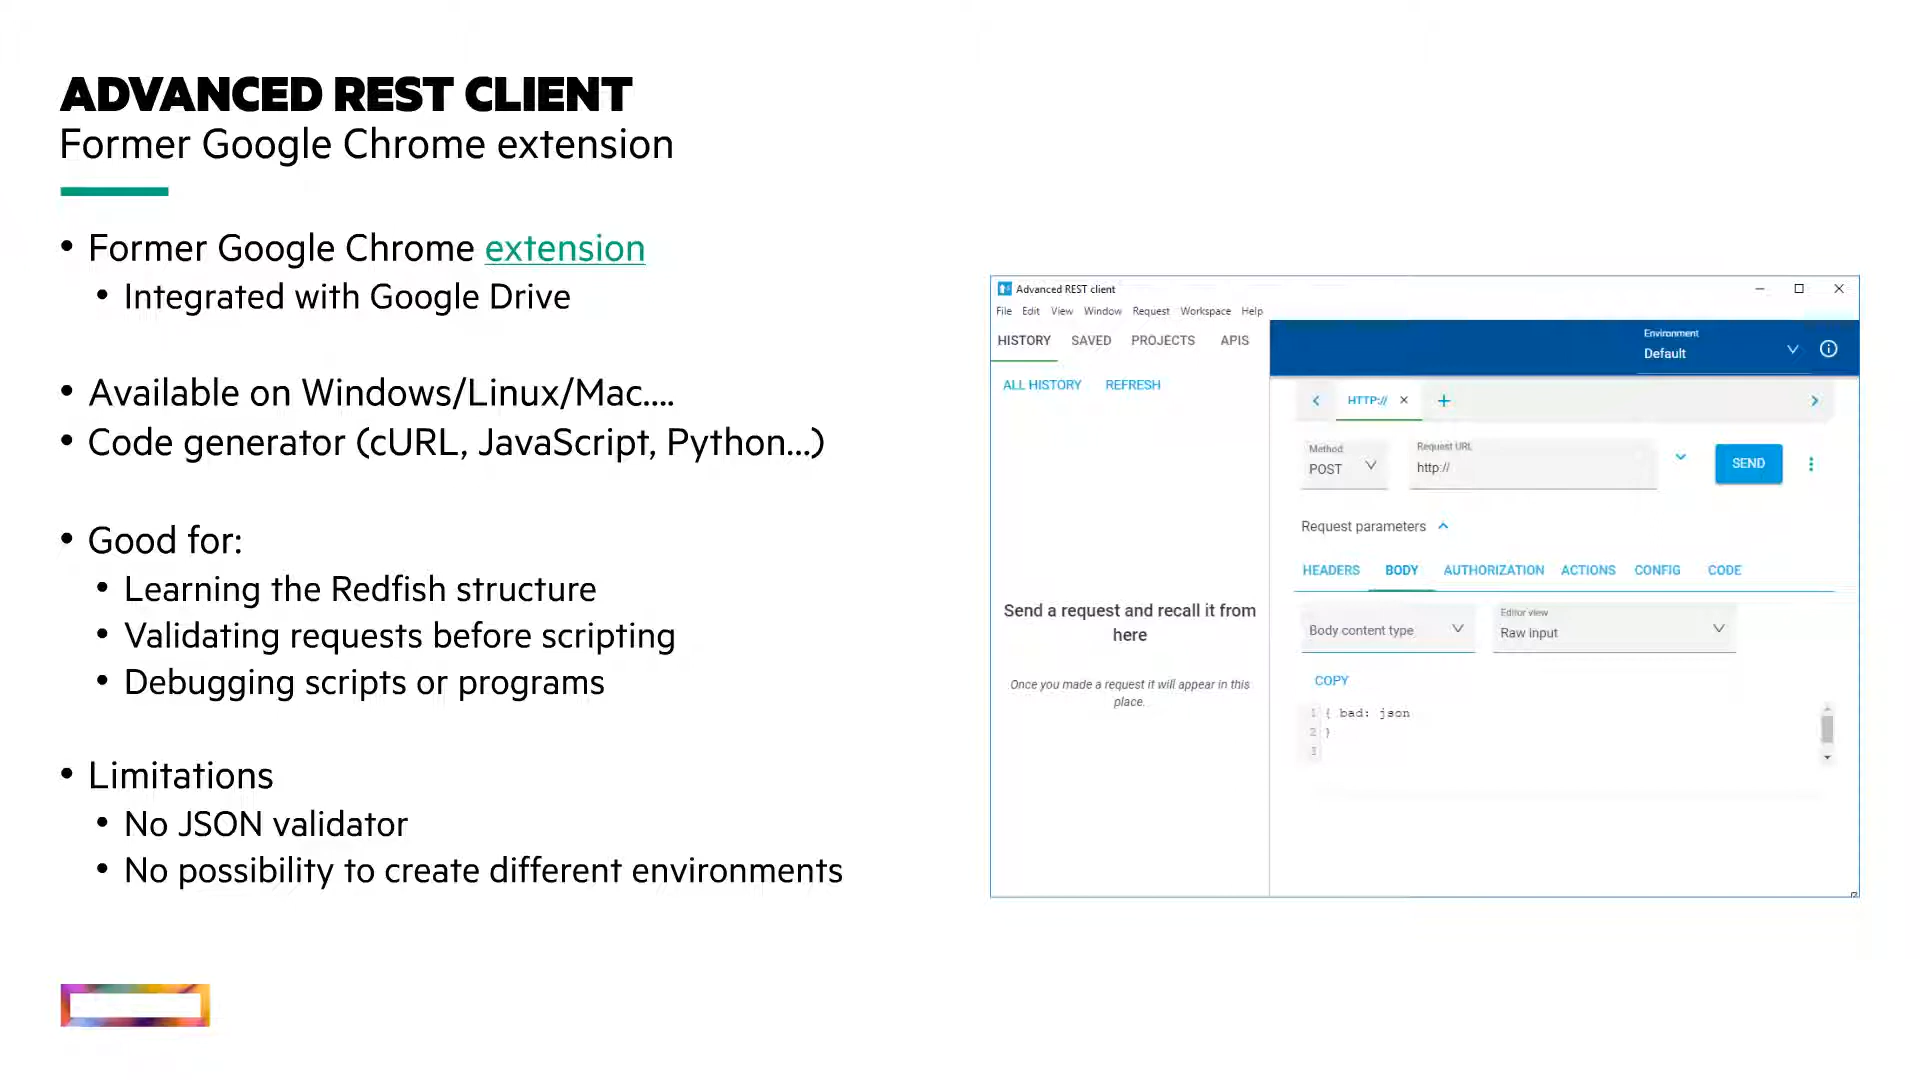 ADVANCED REST CLIENT
Former Google Chrome extension
• Former Google Chrome extension
• Integrated with Google Drive
• Available on Windows/Linux/Mac....
• Code generator (cURL, JavaScript, Python...)
• Good for:
• Learning the Redfish structure
• Validating requests before scripting
• Debugging scripts or programs
• Limitations
• No JSON validator
• No possibility to create different environments
Advanced REST client
File Edit View Window Request Workspace Help
HISTORY SAVED PROJECTS APIS
ALL HISTORY REFRESH
Send a request and recall it from
here
Once you made a request it will appear in this
place.
Environment
Default
HTTP://
Method
POST
Request URL
http://
SEND
Request parameters
HEADERS BODY AUTHORIZATION ACTIONS CONFIG CODE
Body content type
Editor view
Raw input
COPY
1 { bad: json
2 }
3